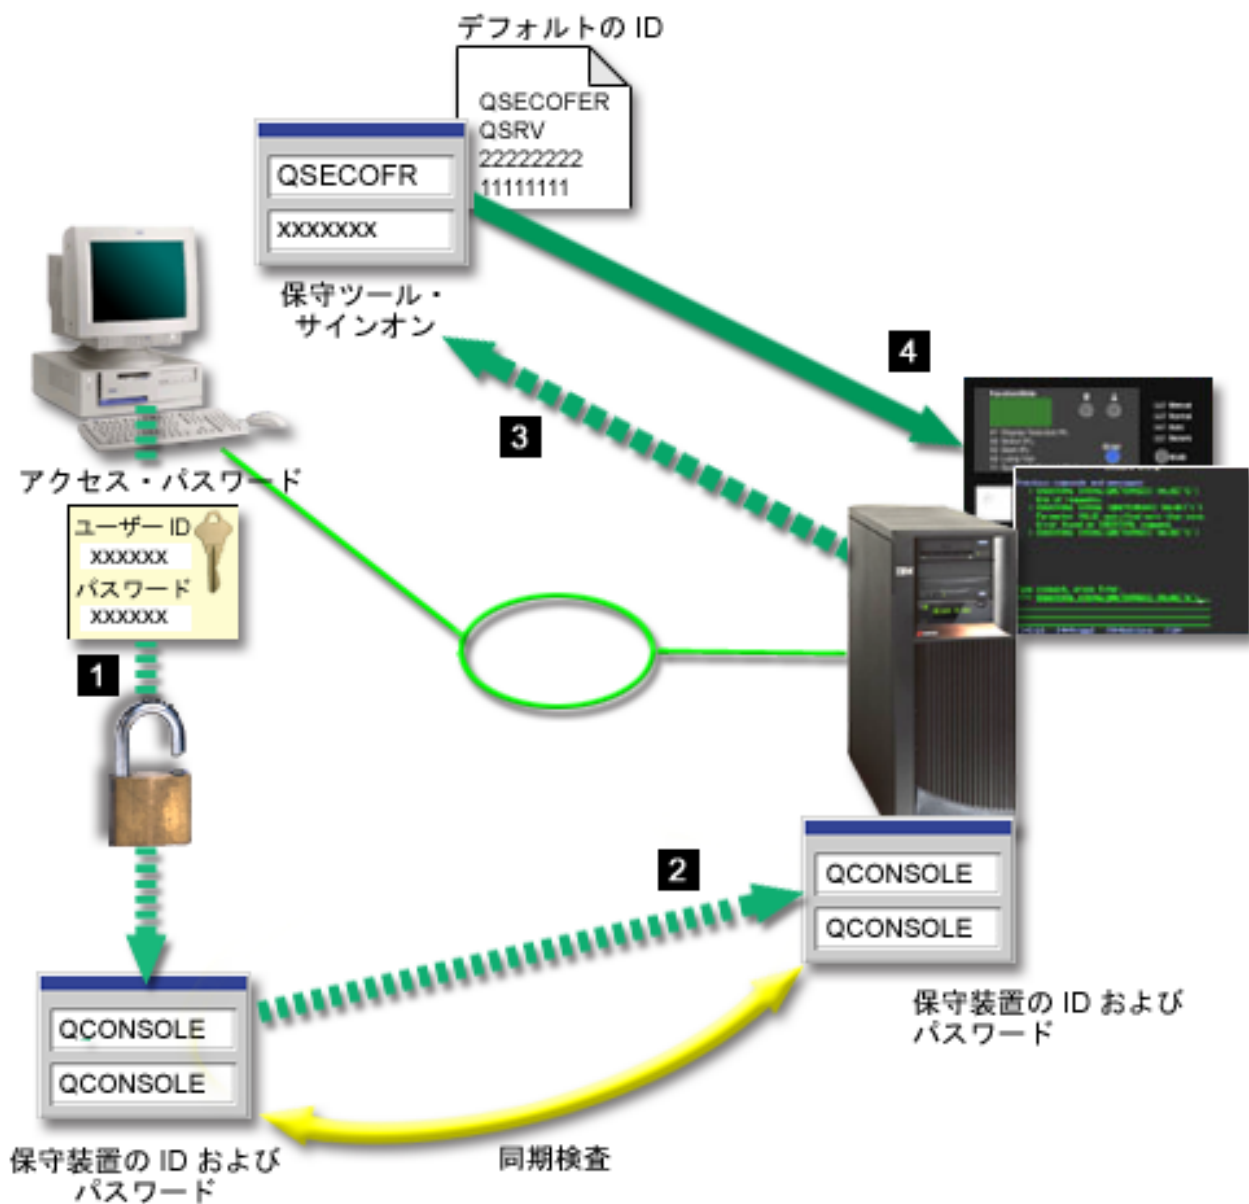 デフォルトの ID
QSECOFER
QSRV
22222222
11111111
QSECOFR
xxxxxxx
保守ツール・
サインオン
4
3
アクセス・パスワード
ユーザー ID
xxxxxx
パスワード
xxxxxx
1
IBM
2
QCONSOLE
QCONSOLE
保守装置の ID および
パスワード
QCONSOLE
QCONSOLE
同期検査
保守装置の ID および
パスワード